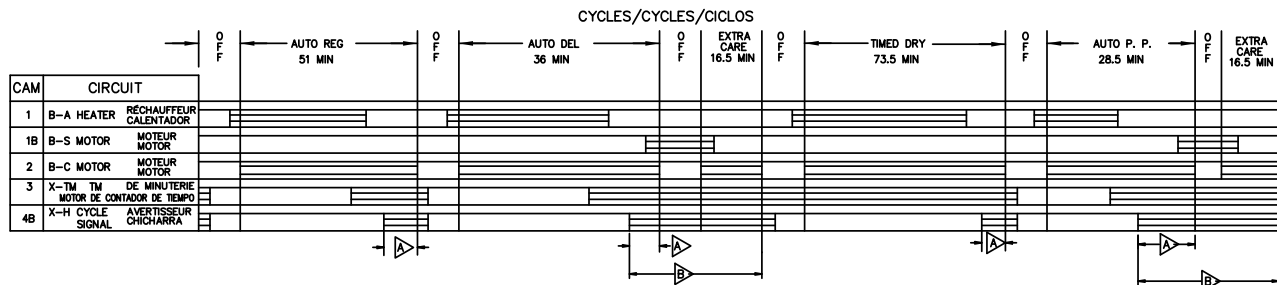 CYCLES/CYCLES/CICLOS
OFF
AUTO REG
51 MIN
OFF
AUTO DEL
36 MIN
OFF
EXTRA CARE
16.5 MIN
OFF
TIMED DRY
73.5 MIN
OFF
AUTO P. P.
28.5 MIN
OFF
EXTRA CARE
16.5 MIN
CAM CIRCUIT
1 B-A HEATER RÉCHAUFFEUR
CALENTADOR
1B B-S MOTOR MOTEUR
MOTOR
2 B-C MOTOR MOTEUR
MOTOR
3 X-TM TM DE MINUTERIE
MOTOR DE CONTADOR DE TIEMPO
4B X-H CYCLE AVERTISSEUR
SIGNAL CHICHARRA
A A A A
B B